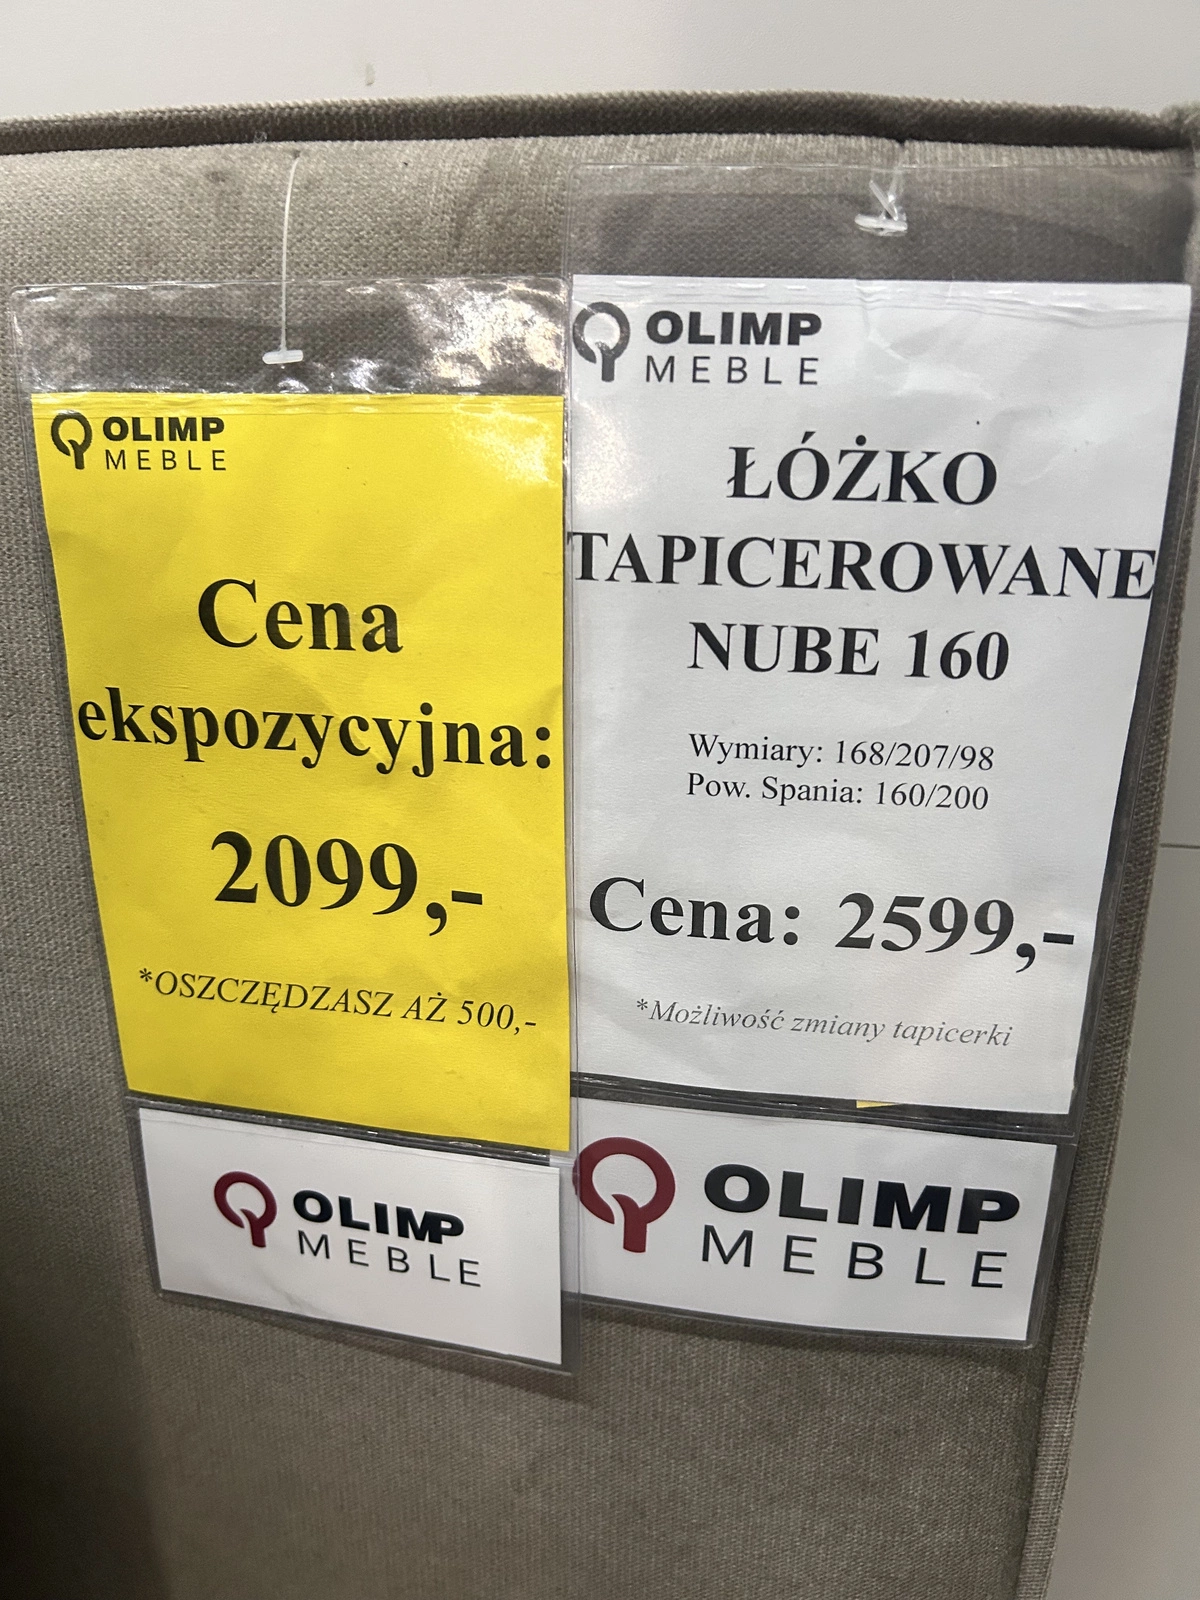 OLIMP
MEBLE
Cena
ekspozycyjna:
2099,-
*OSZCZĘDZASZ AŻ 500,-
OLIMP
MEBLE
OLIMP
MEBLE
ŁÓŻKO
TAPICEROWANE
NUBE 160
Wymiary: 168/207/98
Pow. Spania: 160/200
Cena: 2599,-
*Możliwość zmiany tapicerki
OLIMP
MEBLE